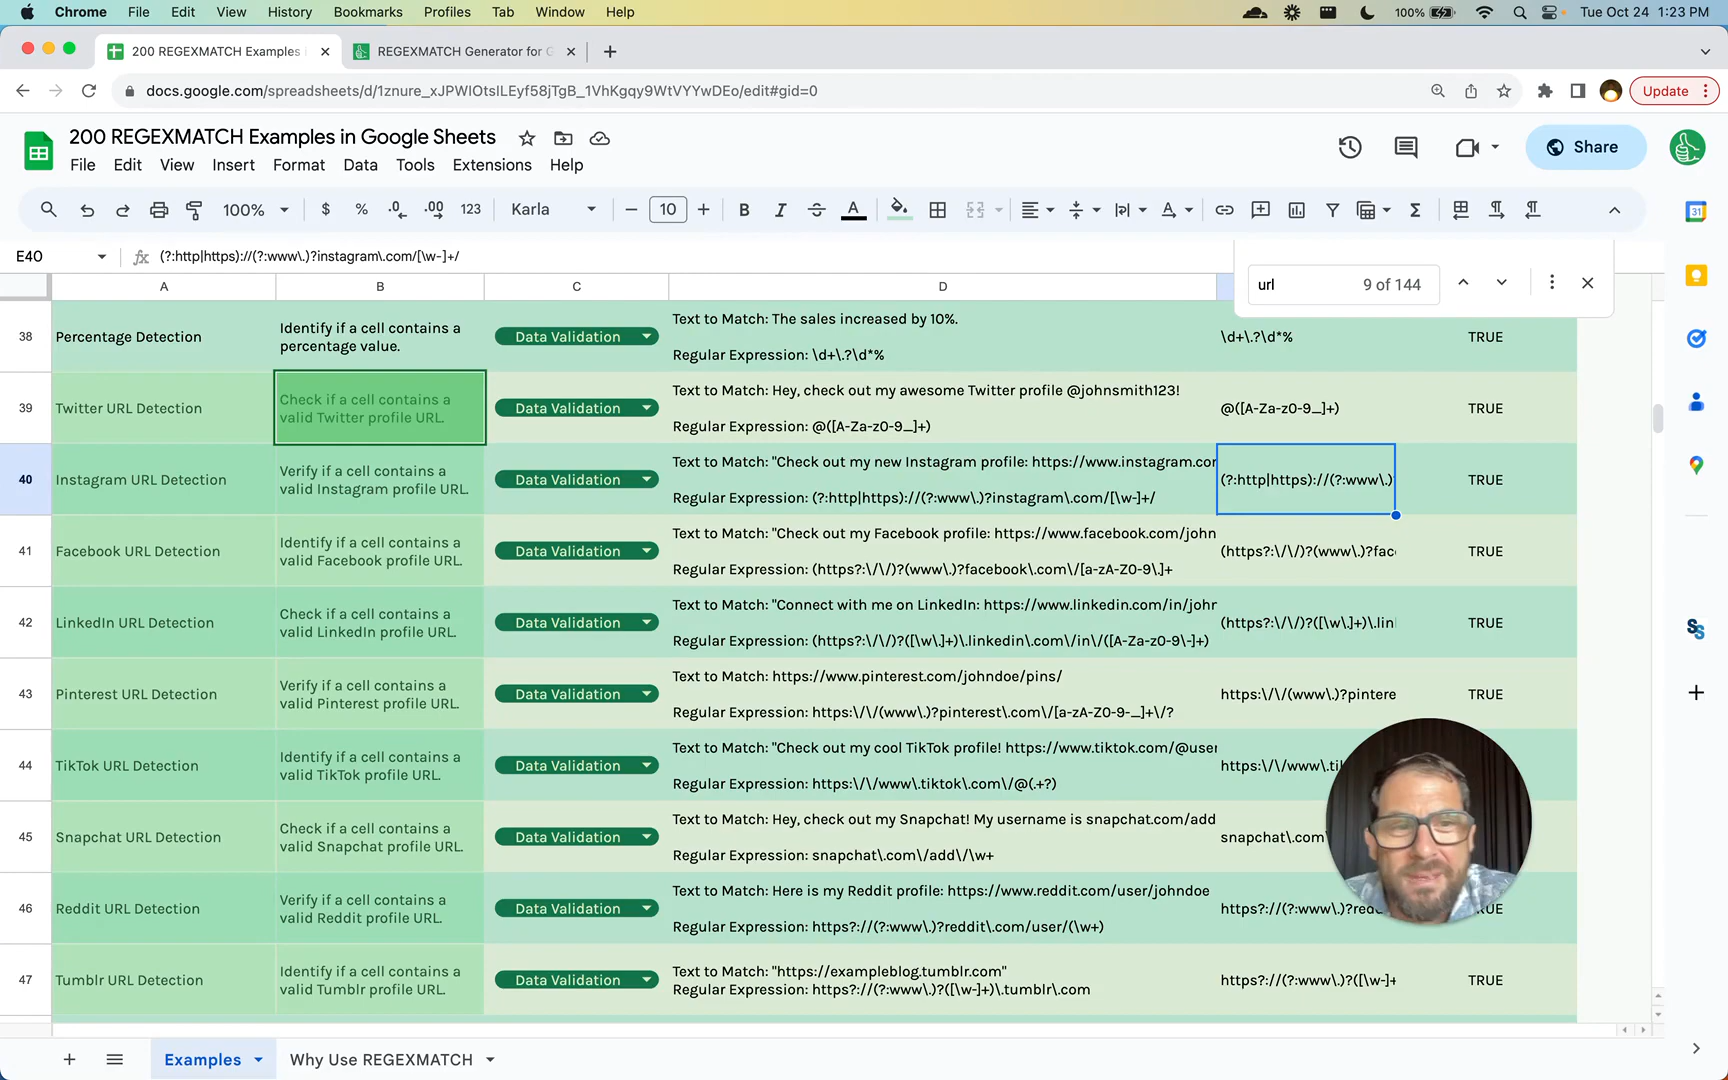 Chrome File Edit View History Bookmarks Profiles Tab Window Help 100% Tue Oct 24 1:23 PM
200 REGEXMATCH Examples REGEXMATCH Generator for G
docs.google.com/spreadsheets/d/1znure_xJPWIOtsILEyf58jTgB_1VhKgqy9WtVYYwDEo/edit#gid=0 Update
200 REGEXMATCH Examples in Google Sheets
File Edit View Insert Format Data Tools Extensions Help
Share
100% $ % .0 .00 123 Karla 10 B I A
31
E40 fx (?:http|https)://(?:www\.)?instagram\.com/[\w-]+/
url 9 of 144
A B C D
38 Percentage Detection
Identify if a cell contains a
percentage value.
Data Validation
Text to Match: The sales increased by 10%.
Regular Expression: \d+\.?\d*%
\d+\.?\d*% TRUE
39 Twitter URL Detection
Check if a cell contains a
valid Twitter profile URL.
Data Validation
Text to Match: Hey, check out my awesome Twitter profile @johnsmith123!
Regular Expression: @([A-Za-z0-9_]+)
@([A-Za-z0-9_]+) TRUE
40 Instagram URL Detection
Verify if a cell contains a
valid Instagram profile URL.
Data Validation
Text to Match: "Check out my new Instagram profile: https://www.instagram.cor
Regular Expression: (?:http|https)://(?:www\.)?instagram\.com/[\w-]+/
(?:http|https)://(?:www\.) TRUE
41 Facebook URL Detection
Identify if a cell contains a
valid Facebook profile URL.
Data Validation
Text to Match: "Check out my Facebook profile: https://www.facebook.com/john
Regular Expression: (https?:\/\/)?(www\.)?facebook\.com\/[a-zA-Z0-9\.]+
(https?:\/\/)?(www\.)?fac TRUE
42 LinkedIn URL Detection
Check if a cell contains a
valid LinkedIn profile URL.
Data Validation
Text to Match: "Connect with me on LinkedIn: https://www.linkedin.com/in/johr
Regular Expression: (https?:\/\/)?([\w\.]+)\.linkedin\.com\/in\/([A-Za-z0-9\-]+)
(https?:\/\/)?([\w\.]+)\.lin TRUE
43 Pinterest URL Detection
Verify if a cell contains a
valid Pinterest profile URL.
Data Validation
Text to Match: https://www.pinterest.com/johndoe/pins/
Regular Expression: https:\/\/(www\.)?pinterest\.com\/[a-zA-Z0-9-_]+\/?
https:\/\/(www\.)?pintere TRUE
44 TikTok URL Detection
Identify if a cell contains a
valid TikTok profile URL.
Data Validation
Text to Match: "Check out my cool TikTok profile! https://www.tiktok.com/@user
Regular Expression: https:\/\/www\.tiktok\.com\/@(.+?)
https:\/\/www\.til
45 Snapchat URL Detection
Check if a cell contains a
valid Snapchat profile URL.
Data Validation
Text to Match: Hey, check out my Snapchat! My username is snapchat.com/add
Regular Expression: snapchat\.com\/add\/\w+
snapchat\.com\
46 Reddit URL Detection
Verify if a cell contains a
valid Reddit profile URL.
Data Validation
Text to Match: Here is my Reddit profile: https://www.reddit.com/user/johndoe
Regular Expression: https?://(?:www\.)?reddit\.com/user/(\w+)
https?://(?:www\.)?redd UE
47 Tumblr URL Detection
Identify if a cell contains a
valid Tumblr profile URL.
Data Validation
Text to Match: "https://exampleblog.tumblr.com"
Regular Expression: https?://(?:www\.)?([\w-]+)\.tumblr\.com
https?://(?:www\.)?([\w-]+ TRUE
Examples Why Use REGEXMATCH